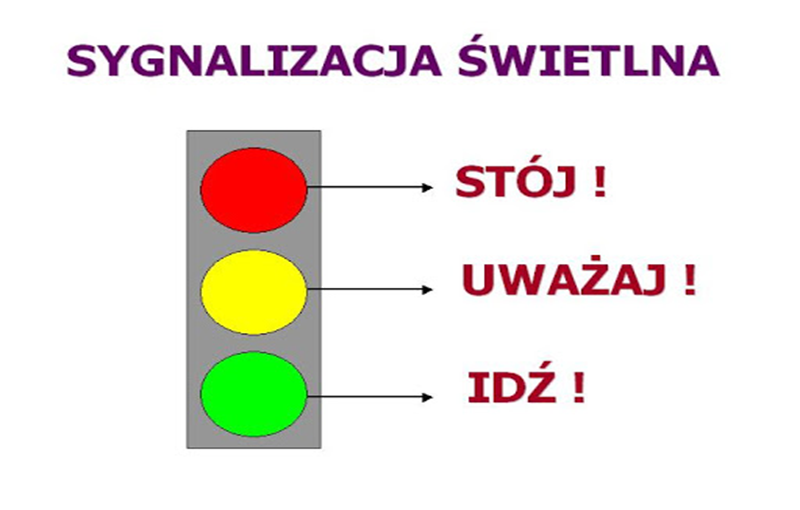 SYGNALIZACJA ŚWIETLNA
STÓJ !
UWAŻAJ !
IDŹ !